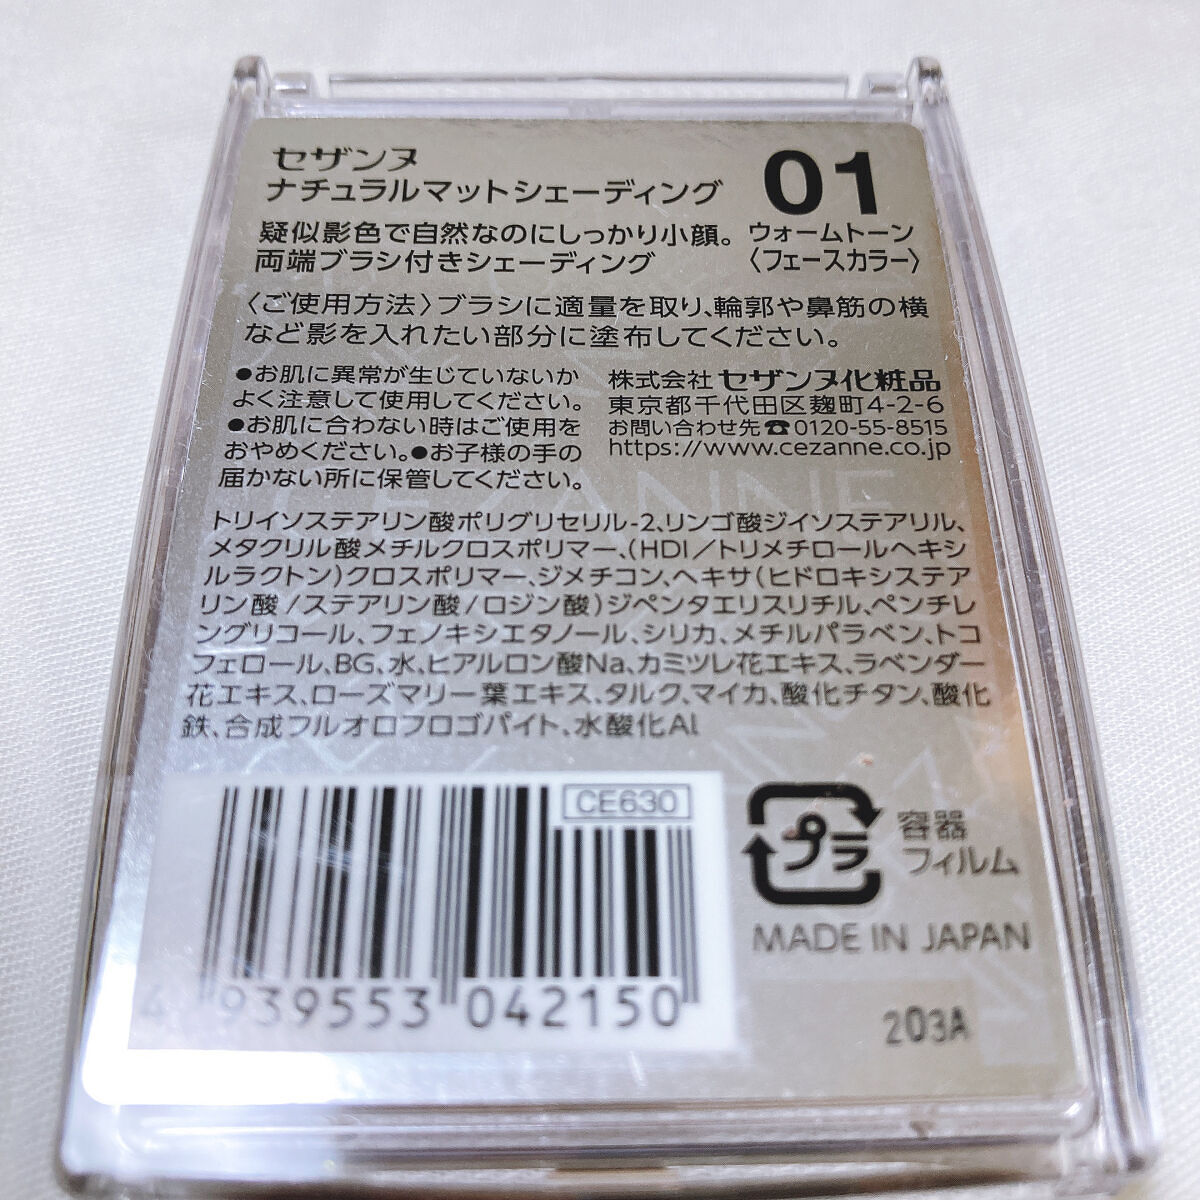 セザンヌ
ナチュラルマットシェーディング
01
疑似影色で自然なのにしっかり小顔。
両端ブラシ付きシェーディング
ウォームトーン
〈フェースカラー〉
〈ご使用方法〉ブラシに適量を取り、輪郭や鼻筋の横
など影を入れたい部分に塗布してください。
●お肌に異常が生じていないか
よく注意して使用してください。
●お肌に合わない時はご使用を
おやめください。●お子様の手の
届かない所に保管してください。
株式会社 セザンヌ化粧品
東京都千代田区麹町4-2-6
お問い合わせ先☎0120-55-8515
https://www.cezanne.co.jp
トリイソステアリン酸ポリグリセリル-2、リンゴ酸ジイソステアリル、
メタクリル酸メチルクロスポリマー、(HDI/トリメチロールヘキシ
ルラクトン)クロスポリマー、ジメチコン、ヘキサ(ヒドロキシステア
リン酸/ステアリン酸/ロジン酸)ジペンタエリスリチル、ペンチレ
ングリコール、フェノキシエタノール、シリカ、メチルパラベン、トコ
フェロール、BG、水、ヒアルロン酸Na、カミツレ花エキス、ラベンダー
花エキス、ローズマリー葉エキス、タルク、マイカ、酸化チタン、酸化
鉄、合成フルオロフロゴパイト、水酸化Al
CE630
4 939553 042150
プラ
容器
フィルム
MADE IN JAPAN
203A